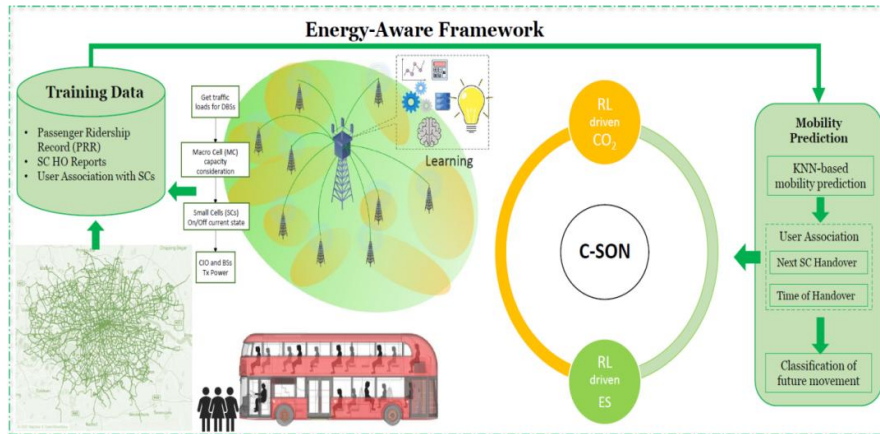 Energy-Aware Framework
Training Data
• Passenger Ridership
Record (PRR)
• SC HO Reports
• User Association with SCs
Get traffic
loads for DBSs
Macro Cell (MC)
capacity
consideration
Small Cells (SCs)
On/Off current state
CIO and BSs
Tx Power
Learning
RL
driven
CO₂
C-SON
RL
driven
ES
Mobility
Prediction
KNN-based
mobility prediction
User Association
Next SC Handover
Time of Handover
Classification of
future movement